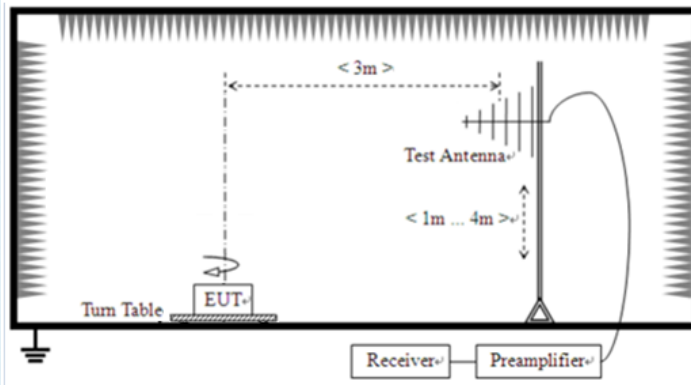 < 3m >
Test Antenna
< 1m ... 4m >
EUT
Turn Table
Receiver
Preamplifier